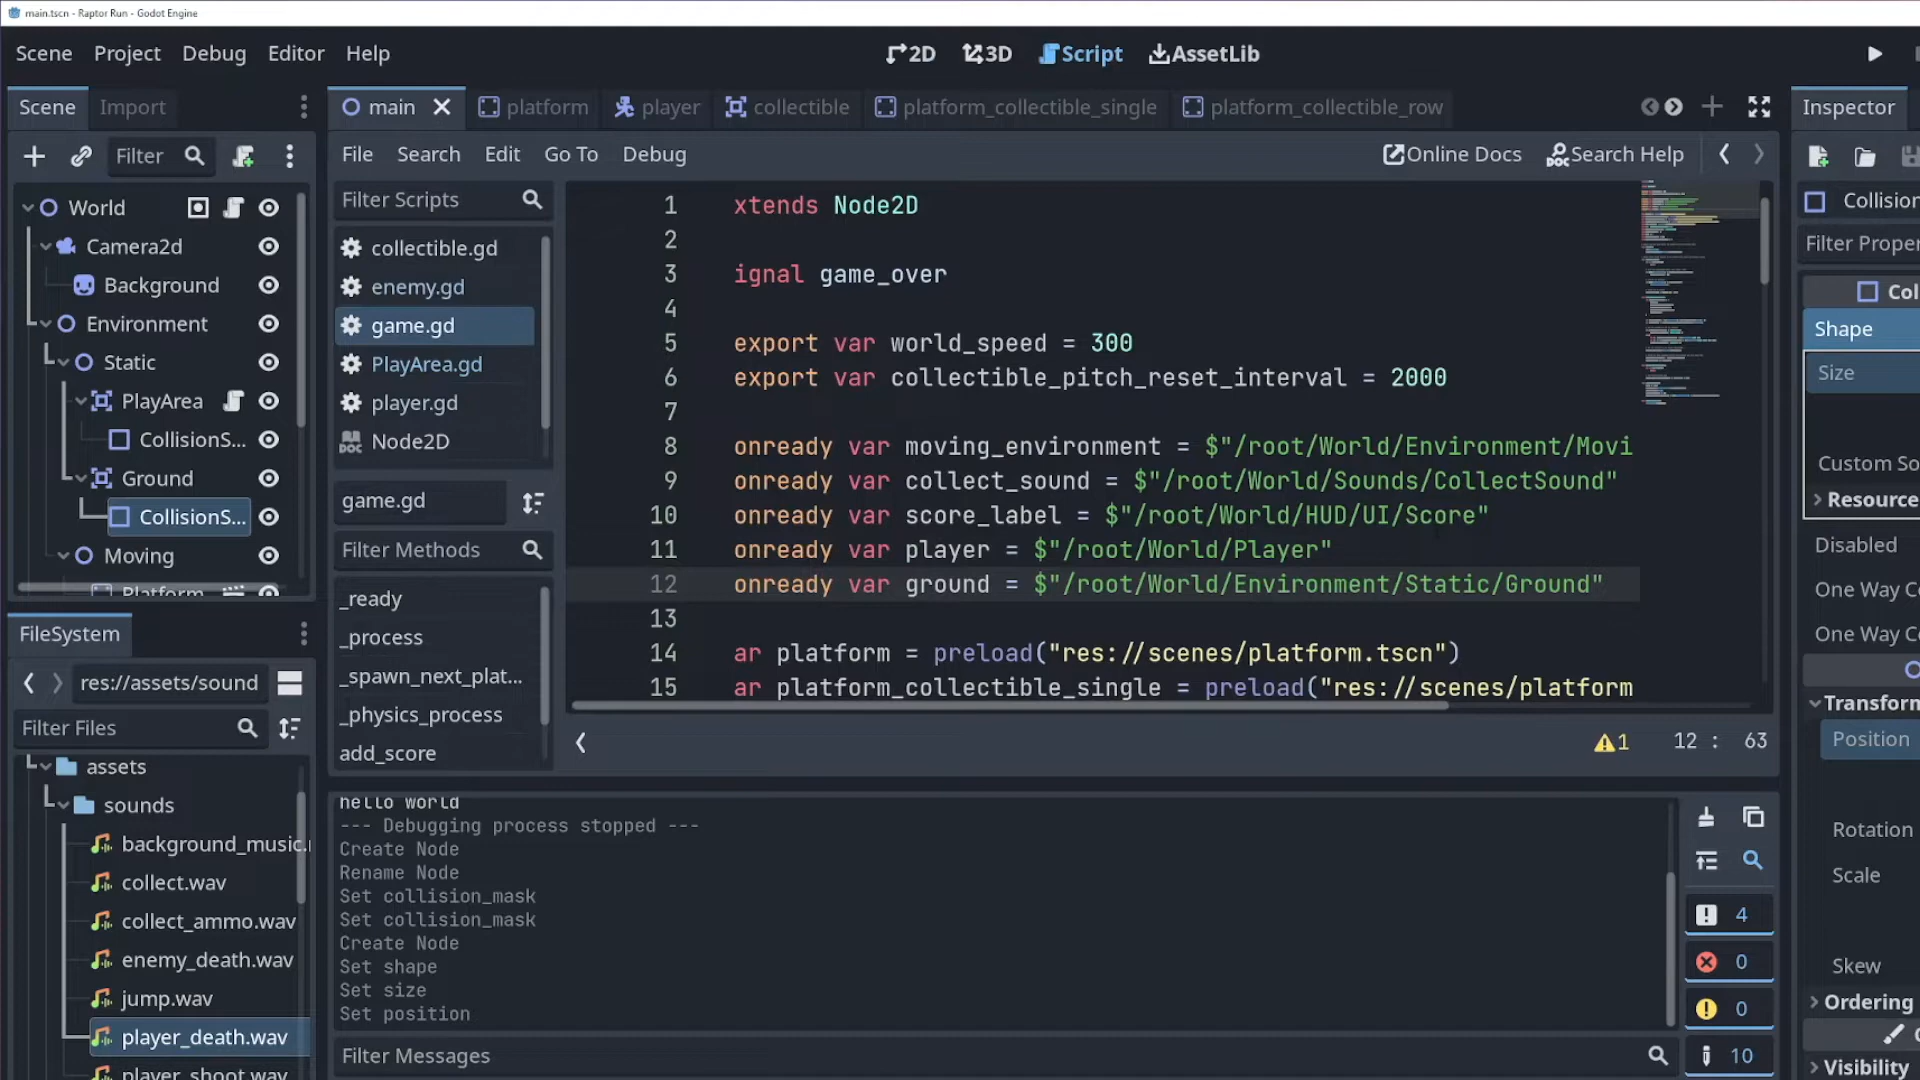 main.tscn - Raptor Run - Godot Engine
Scene Project Debug Editor Help
2D 3D Script AssetLib
Scene Import
main platform player collectible platform_collectible_single platform_collectible_row
Inspector
Filter
File Search Edit Go To Debug
Online Docs Search Help
World
Camera2d
Background
Environment
Static
PlayArea
CollisionS...
Ground
CollisionS...
Moving
Platform
Filter Scripts
collectible.gd
enemy.gd
game.gd
PlayArea.gd
player.gd
Node2D
game.gd
Filter Methods
_ready
_process
_spawn_next_plat...
_physics_process
add_score
1 xtends Node2D
2
3 ignal game_over
4
5 export var world_speed = 300
6 export var collectible_pitch_reset_interval = 2000
7
8 onready var moving_environment = $"/root/World/Environment/Movi
9 onready var collect_sound = $"/root/World/Sounds/CollectSound"
10 onready var score_label = $"/root/World/HUD/UI/Score"
11 onready var player = $"/root/World/Player"
12 onready var ground = $"/root/World/Environment/Static/Ground"
13
14 ar platform = preload("res://scenes/platform.tscn")
15 ar platform_collectible_single = preload("res://scenes/platform
1 12 : 63
FileSystem
res://assets/sound
Filter Files
assets
sounds
background_music.
collect.wav
collect_ammo.wav
enemy_death.wav
jump.wav
player_death.wav
player_shoot.wav
hello world
--- Debugging process stopped ---
Create Node
Rename Node
Set collision_mask
Set collision_mask
Create Node
Set shape
Set size
Set position
Filter Messages
4
0
0
10
Collision
Filter Proper
Col
Shape
Size
Custom So
Resource
Disabled
One Way Co
One Way Co
Transform
Position
Rotation
Scale
Skew
Ordering
Visibility